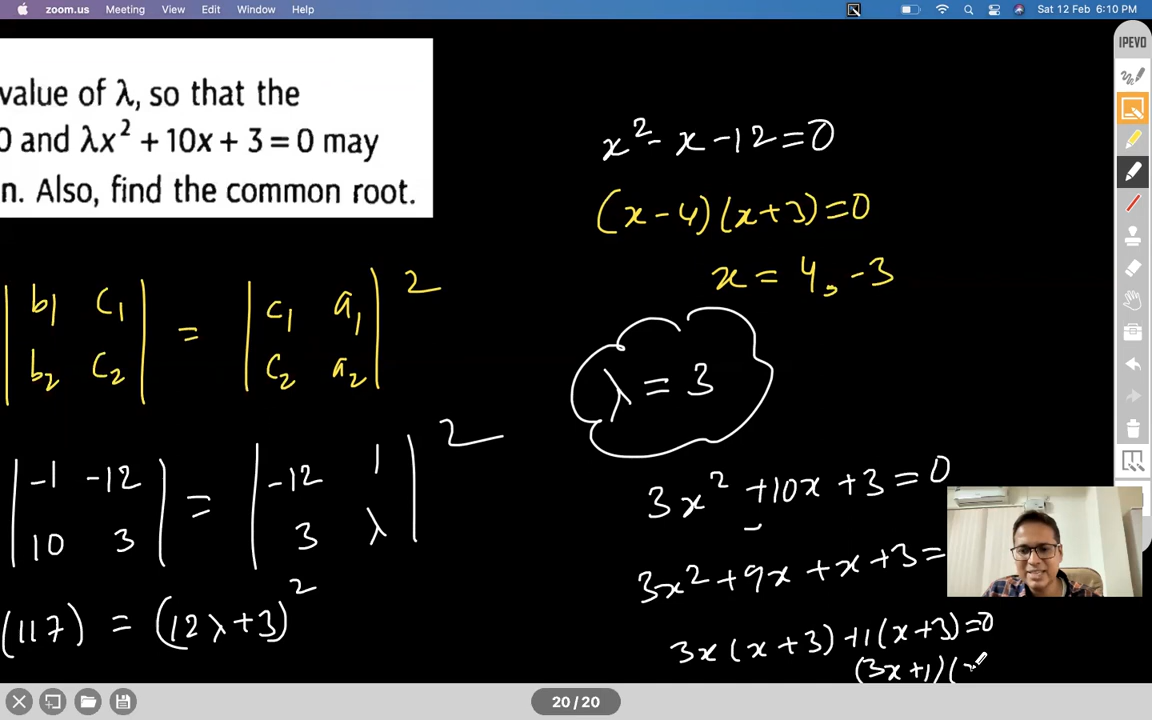 zoom.us Meeting View Edit Window Help Sat 12 Feb 6:10 PM
IPEVO
value of λ, so that the
0 and λx² + 10x + 3 = 0 may
n. Also, find the common root.
x² - x - 12 = 0
(x - 4)(x + 3) = 0
x = 4, -3
| b1 c1 | = | c1 a1 |²
| b2 c2 | | c2 a2 |
λ = 3
| -1 -12 | = | -12 1 |²
| 10 3 | | 3 λ |
(117) = (12λ + 3)²
3x² + 10x + 3 = 0
3x² + 9x + x + 3 =
3x(x + 3) + 1(x + 3) = 0
(3x + 1)(
20 / 20